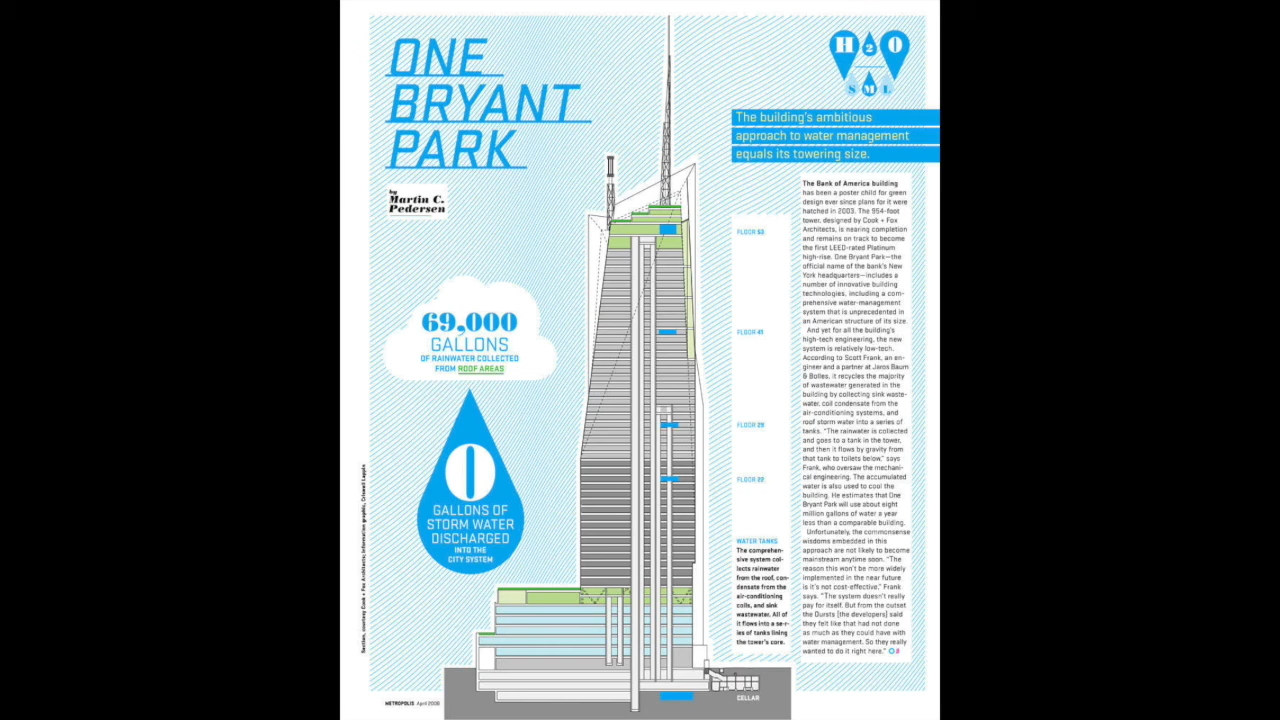 ONE
BRYANT
PARK
by
Martin C.
Pedersen
H 2 O
S M L
The building's ambitious
approach to water management
equals its towering size.
69,000
GALLONS
OF RAINWATER COLLECTED
FROM ROOF AREAS
0
GALLONS OF
STORM WATER
DISCHARGED
INTO THE
CITY SYSTEM
FLOOR 53
FLOOR 41
FLOOR 29
FLOOR 22
WATER TANKS
The comprehen-
sive system col-
lects rainwater
from the roof, con-
densate from the
air-conditioning
coils, and sink
wastewater. All of
it flows into a se-r
ies of tanks lining
the tower's core.
The Bank of America building
has been a poster child for green
design ever since plans for it were
hatched in 2003. The 954-foot
tower, designed by Cook + Fox
Architects, is nearing completion
and remains on track to become
the first LEED-rated Platinum
high-rise. One Bryant Park—the
official name of the bank's New
York headquarters—includes a
number of innovative building
technologies, including a com-
prehensive water-management
system that is unprecedented in
an American structure of its size.
And yet for all the building's
high-tech engineering, the new
system is relatively low-tech.
According to Scott Frank, an en-
gineer and a partner at Jaros Baum
& Bolles, it recycles the majority
of wastewater generated in the
building by collecting sink waste-
water, coil condensate from the
air-conditioning systems, and
roof storm water into a series of
tanks. "The rainwater is collected
and goes to a tank in the tower,
and then it flows by gravity from
that tank to toilets below," says
Frank, who oversaw the mechani-
cal engineering. The accumulated
water is also used to cool the
building. He estimates that One
Bryant Park will use about eight
million gallons of water a year
less than a comparable building.
Unfortunately, the commonsense
wisdoms embedded in this
approach are not likely to become
mainstream anytime soon. "The
reason this won't be more widely
implemented in the near future
is it's not cost-effective," Frank
says. "The system doesn't really
pay for itself. But from the outset
the Dursts [the developers] said
they felt like that had not done
as much as they could have with
water management. So they really
wanted to do it right here."
CELLAR
METROPOLIS April 2008
Section, courtesy Cook + Fox Architects; information graphic, Criswell Lappin